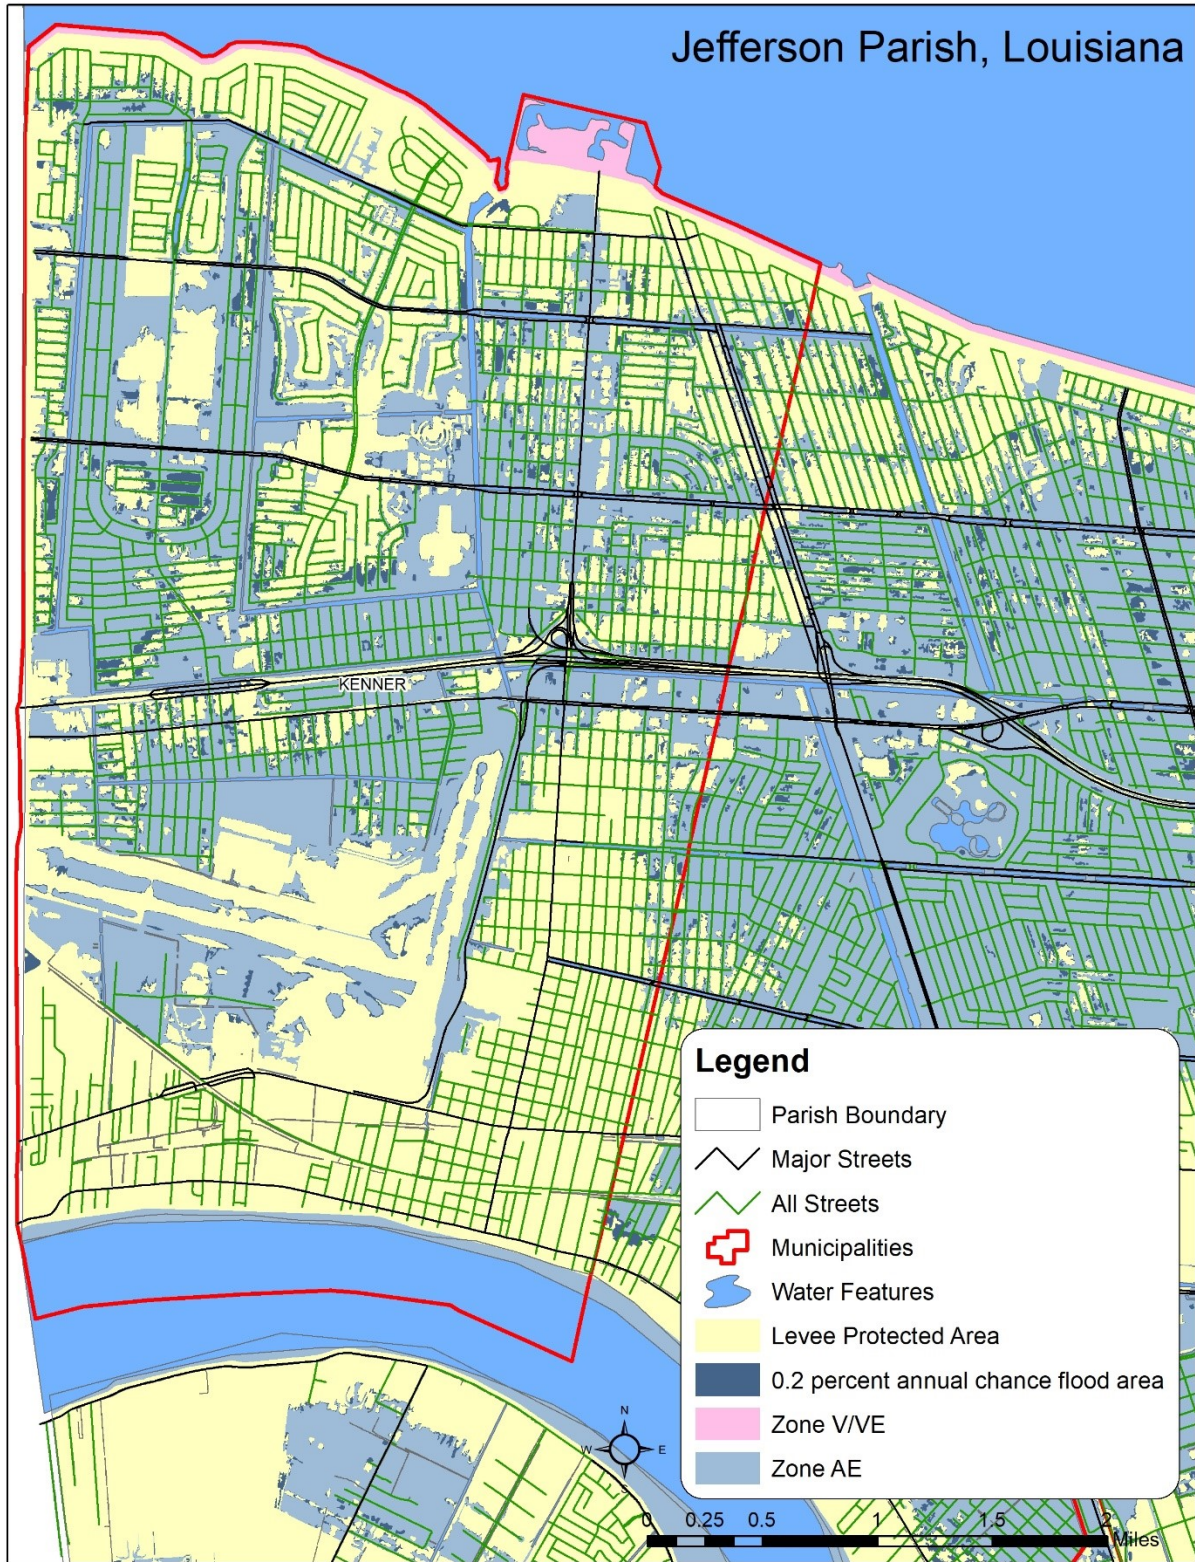 Jefferson Parish, Louisiana
KENNER
Legend
Parish Boundary
Major Streets
All Streets
Municipalities
Water Features
Levee Protected Area
0.2 percent annual chance flood area
Zone V/VE
Zone AE
N
W E
S
0 0.25 0.5 1 1.5 2
Miles